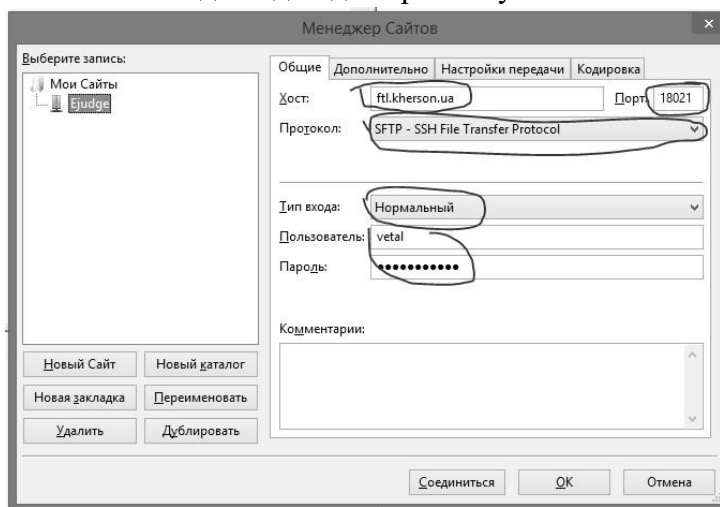 Менеджер Сайтов
Выберите запись:
Мои Сайты
Ejudge
Новый Сайт Новый каталог
Новая закладка Переименовать
Удалить Дублировать
Общие Дополнительно Настройки передачи Кодировка
Хост: ftl.kherson.ua Порт: 18021
Протокол: SFTP - SSH File Transfer Protocol
Тип входа: Нормальный
Пользователь: vetal
Пароль: ●●●●●●●●●●●
Комментарии:
Соединиться OK Отмена